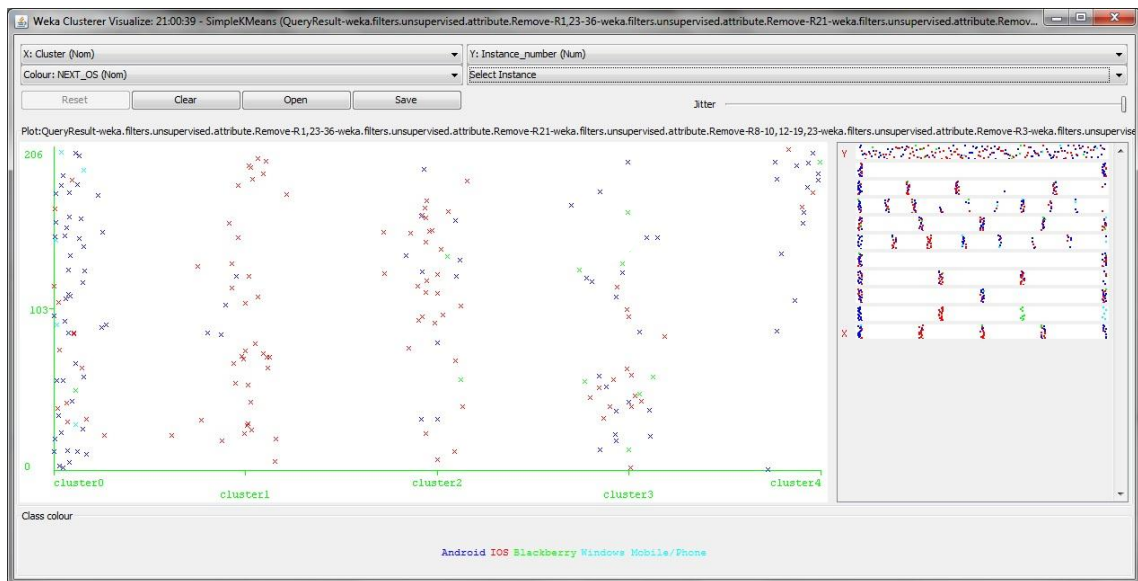 Weka Clusterer Visualize: 21:00:39 - SimpleKMeans (QueryResult-weka.filters.unsupervised.attribute.Remove-R1,23-36-weka.filters.unsupervised.attribute.Remove-R21-weka.filters.unsupervised.attribute.Remov...
X: Cluster (Nom) Y: Instance_number (Num)
Colour: NEXT_OS (Nom) Select Instance
Reset Clear Open Save Jitter
Plot:QueryResult-weka.filters.unsupervised.attribute.Remove-R1,23-36-weka.filters.unsupervised.attribute.Remove-R21-weka.filters.unsupervised.attribute.Remove-R8-10,12-19,23-weka.filters.unsupervised.attribute.Remove-R3-weka.filters.unsupervise
206
103
0
cluster0 cluster1 cluster2 cluster3 cluster4
Y
X
Class colour
Android IOS Blackberry Windows Mobile/Phone